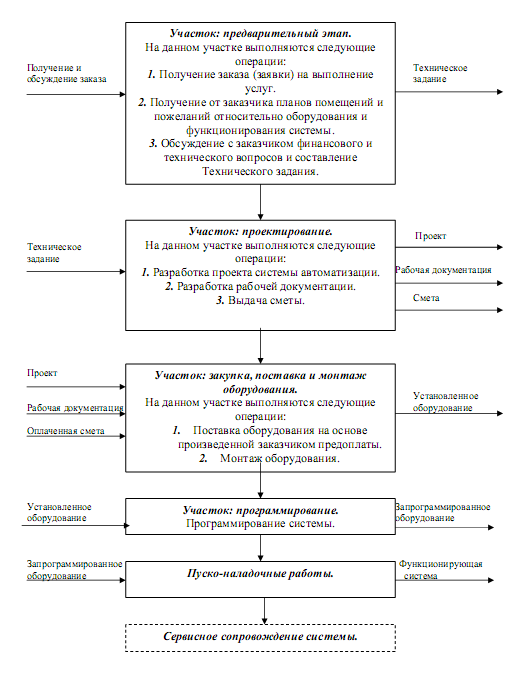 Участок: предварительный этап.
На данном участке выполняются следующие
операции:
1. Получение заказа (заявки) на выполнение
услуг.
2. Получение от заказчика планов помещений и
пожеланий относительно оборудования и
функционирования системы.
3. Обсуждение с заказчиком финансового и
технического вопросов и составление
Технического задания.
Получение и
обсуждение заказа
Техническое
задание
Участок: проектирование.
На данном участке выполняются следующие
операции:
1. Разработка проекта системы автоматизации.
2. Разработка рабочей документации.
3. Выдача сметы.
Техническое
задание
Проект
Рабочая документация
Смета
Участок: закупка, поставка и монтаж
оборудования.
На данном участке выполняются следующие
операции:
1. Поставка оборудования на основе
произведенной заказчиком предоплаты.
2. Монтаж оборудования.
Проект
Рабочая документация
Оплаченная смета
Установленное
оборудование
Участок: программирование.
Программирование системы.
Установленное
оборудование
Запрограммированное
оборудование
Пуско-наладочные работы.
Запрограммированное
оборудование
Функционирующая
система
Сервисное сопровождение системы.